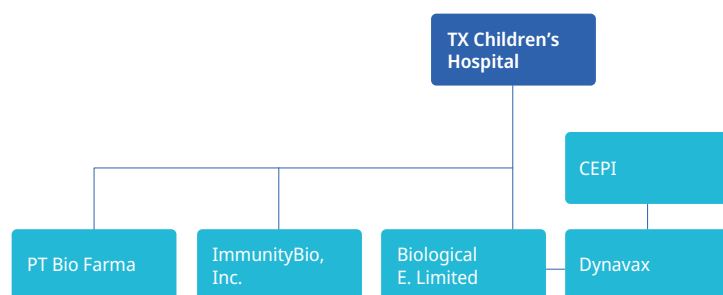 TX Children's
Hospital
CEPI
PT Bio Farma
ImmunityBio,
Inc.
Biological
E. Limited
Dynavax